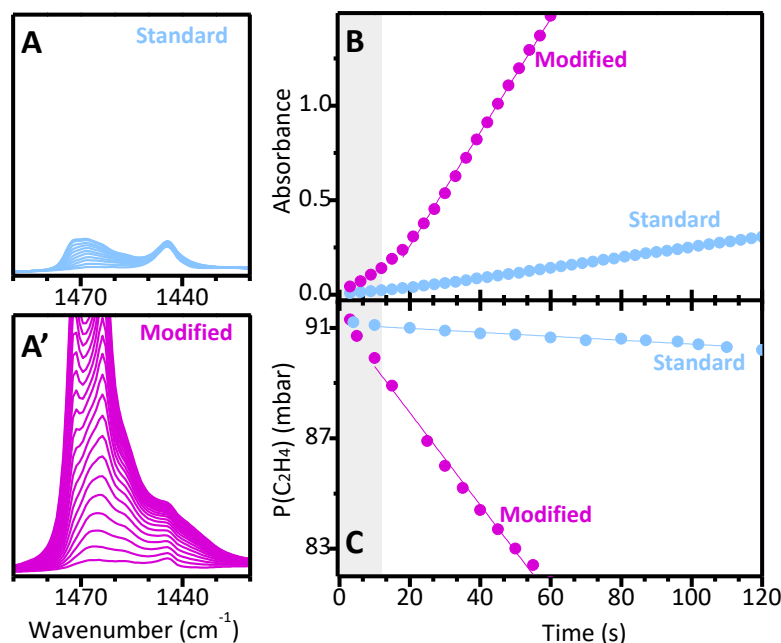 A
Standard
1470
1440
A'
Modified
1470
1440
Wavenumber (cm-1)
B
Modified
Standard
Absorbance
1.0
0.5
0.0
C
Standard
Modified
P(C2H4) (mbar)
91
87
83
0 20 40 60 80 100 120
Time (s)